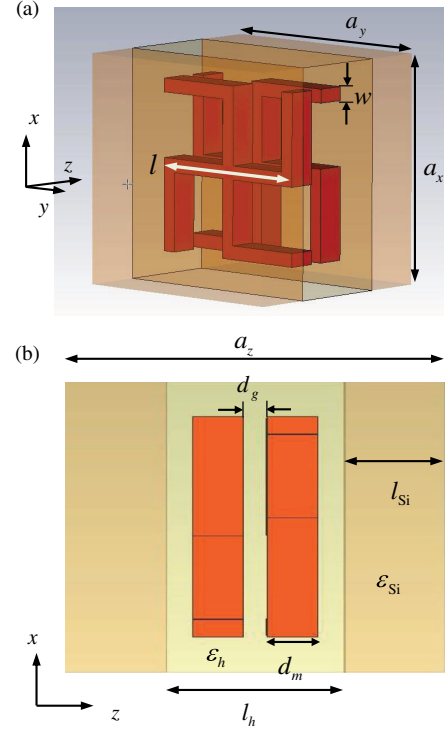 (a)
a_y
w
x
z
y
l
a_x
(b)
a_z
d_g
l_Si
ε_Si
ε_h
d_m
x
z
l_h